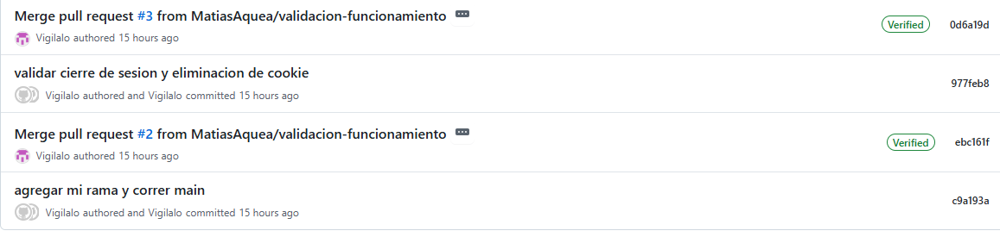 Merge pull request #3 from MatiasAquea/validacion-funcionamiento
Verified
0d6a19d
Vigilalo authored 15 hours ago
validar cierre de sesion y eliminacion de cookie
977feb8
Vigilalo authored and Vigilalo committed 15 hours ago
Merge pull request #2 from MatiasAquea/validacion-funcionamiento
Verified
ebc161f
Vigilalo authored 15 hours ago
agregar mi rama y correr main
c9a193a
Vigilalo authored and Vigilalo committed 15 hours ago